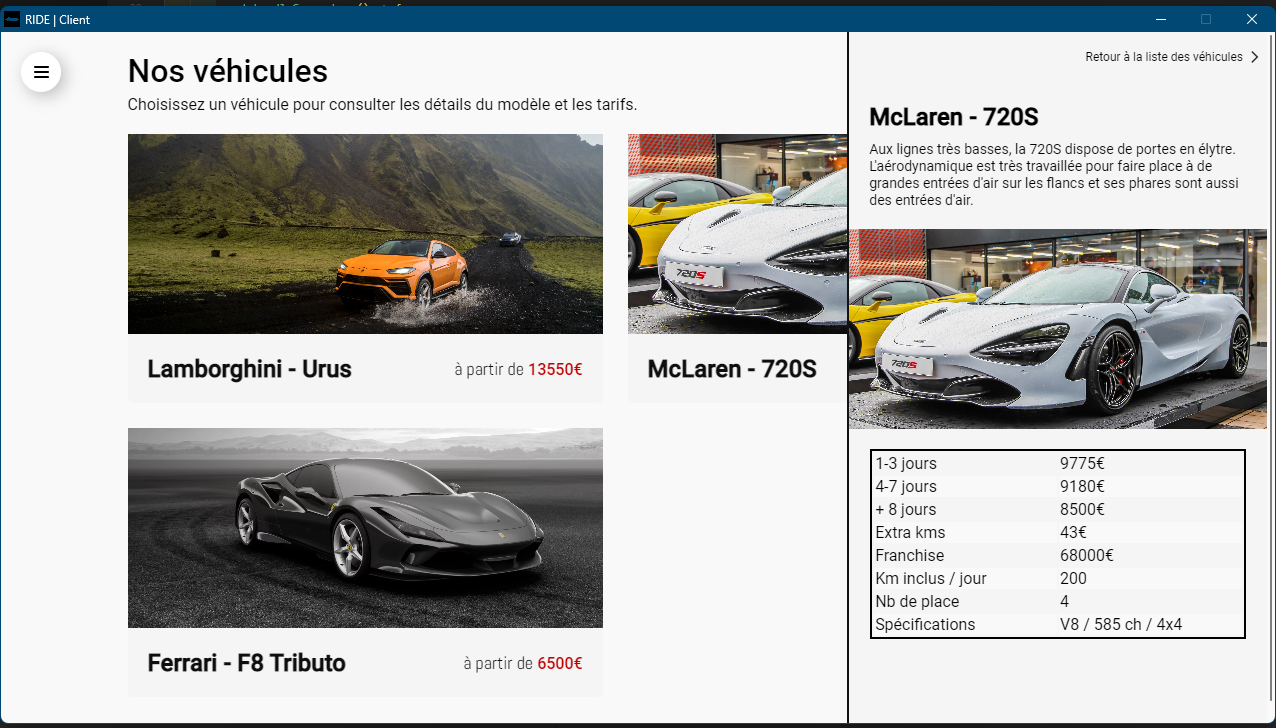 RIDE | Client
Nos véhicules
Choisissez un véhicule pour consulter les détails du modèle et les tarifs.
Lamborghini - Urus
à partir de 13550€
720S
McLaren - 720S
Ferrari - F8 Tributo
à partir de 6500€
Retour à la liste des véhicules
McLaren - 720S
Aux lignes très basses, la 720S dispose de portes en élytre.
L'aérodynamique est très travaillée pour faire place à de
grandes entrées d'air sur les flancs et ses phares sont aussi
des entrées d'air.
720S
1-3 jours 9775€
4-7 jours 9180€
+ 8 jours 8500€
Extra kms 43€
Franchise 68000€
Km inclus / jour 200
Nb de place 4
Spécifications V8 / 585 ch / 4x4